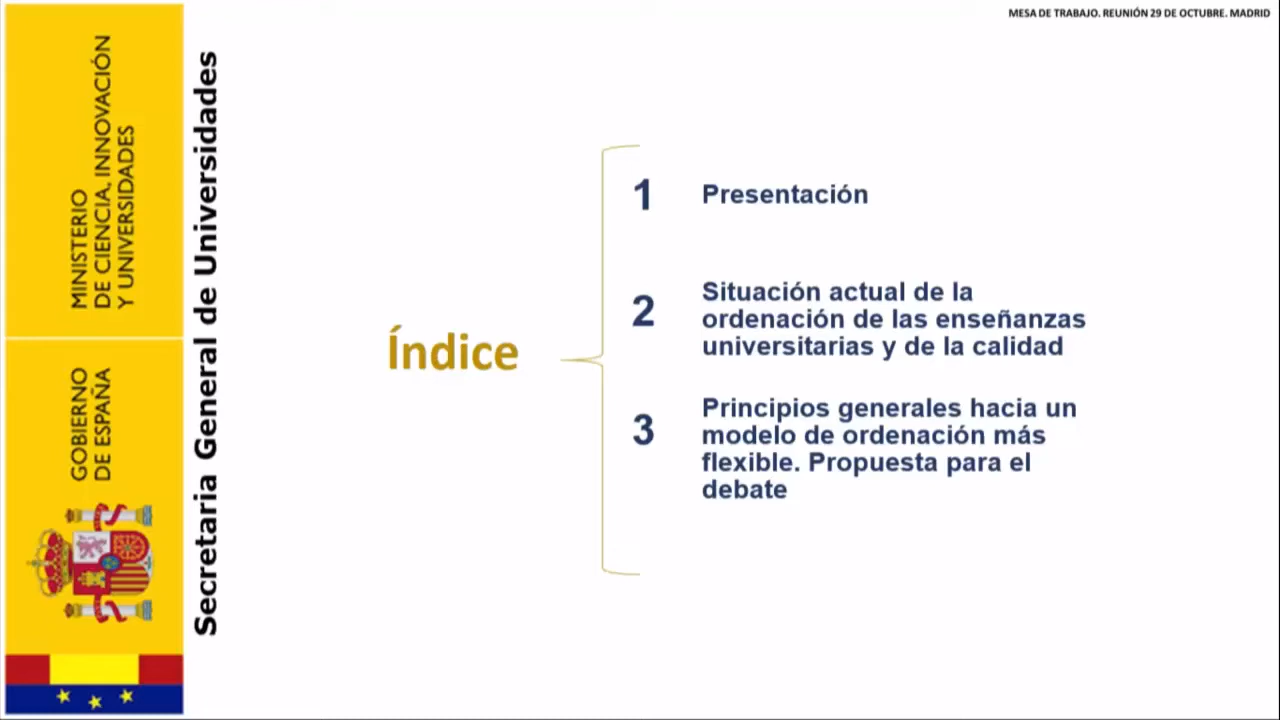 MESA DE TRABAJO. REUNIÓN 29 DE OCTUBRE. MADRID
MINISTERIO
DE CIENCIA, INNOVACIÓN
Y UNIVERSIDADES
GOBIERNO
DE ESPAÑA
Secretaria General de Universidades
Índice
1 Presentación
2 Situación actual de la
ordenación de las enseñanzas
universitarias y de la calidad
3 Principios generales hacia un
modelo de ordenación más
flexible. Propuesta para el
debate